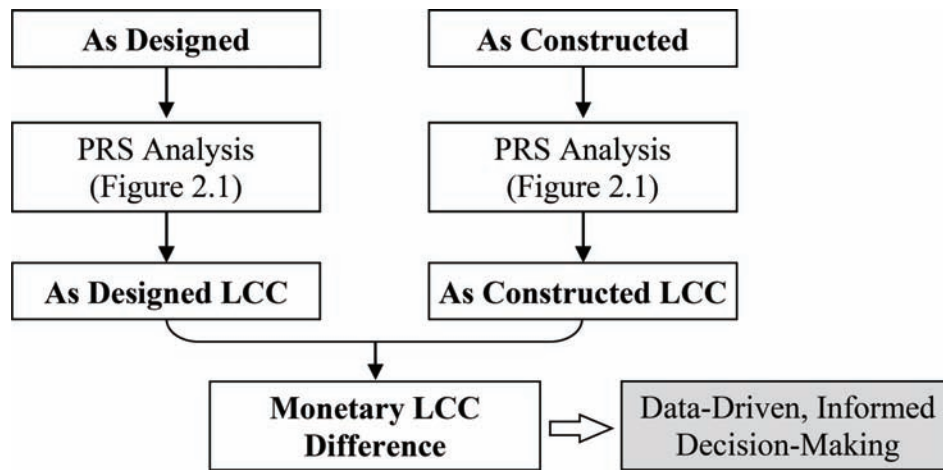 As Designed
As Constructed
PRS Analysis
(Figure 2.1)
PRS Analysis
(Figure 2.1)
As Designed LCC
As Constructed LCC
Monetary LCC
Difference
Data-Driven, Informed
Decision-Making